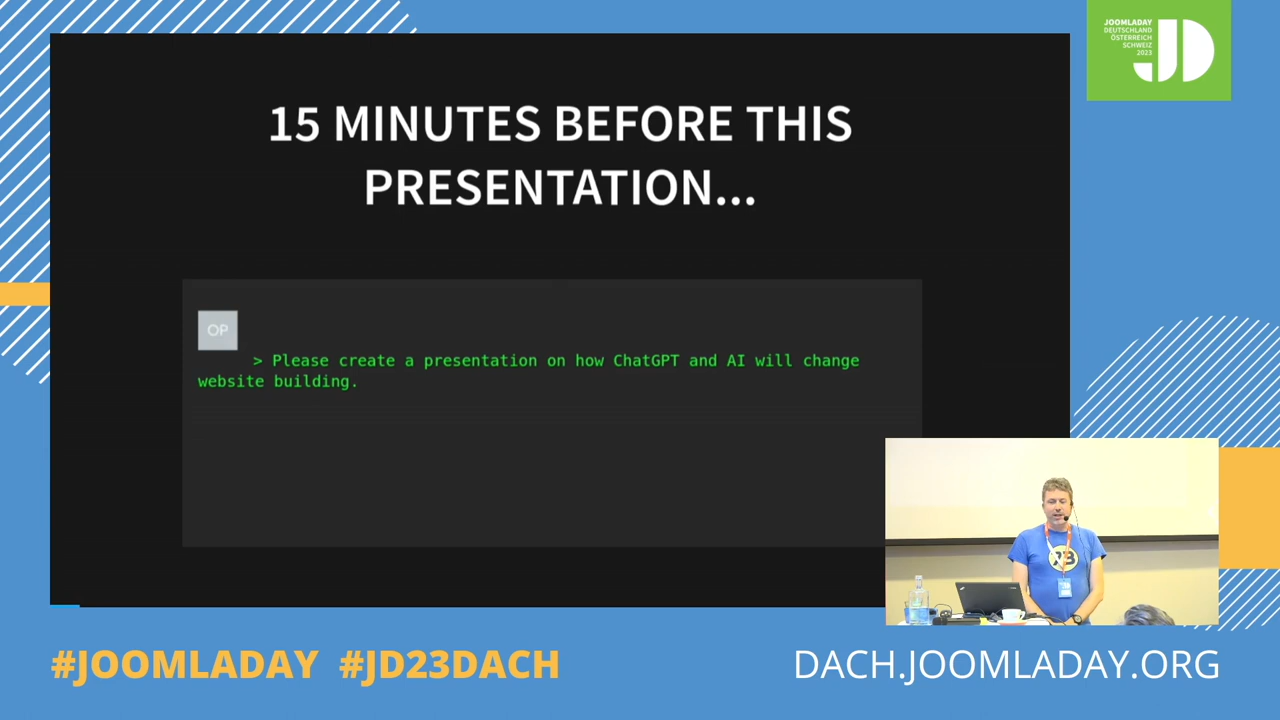 JOOMLADAY
DEUTSCHLAND
ÖSTERREICH
SCHWEIZ
2023
JD
15 MINUTES BEFORE THIS
PRESENTATION...
OP
> Please create a presentation on how ChatGPT and AI will change
website building.
#JOOMLADAY #JD23DACH
DACH.JOOMLADAY.ORG